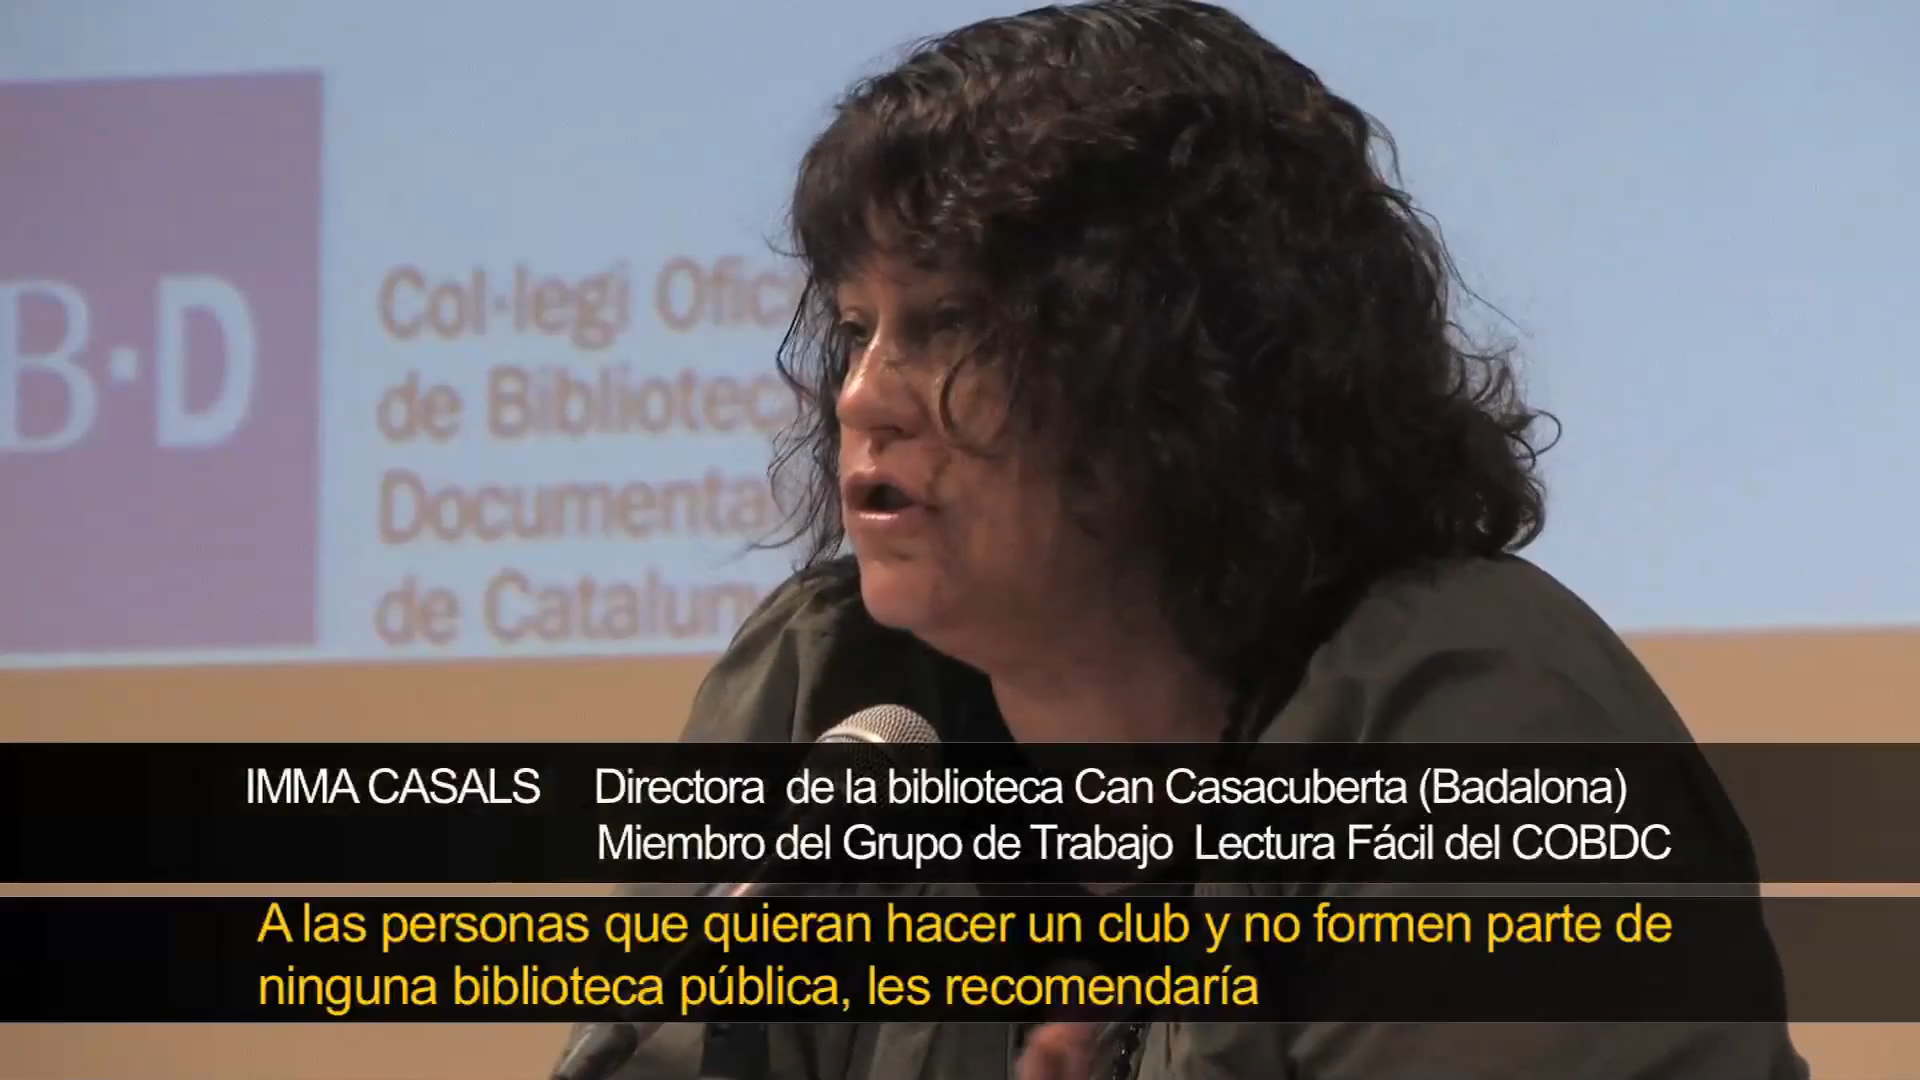 B·D
Col·legi Ofic
de Biblioteca
Documenta
de Catalun
IMMA CASALS Directora de la biblioteca Can Casacuberta (Badalona)
Miembro del Grupo de Trabajo Lectura Fácil del COBDC
A las personas que quieran hacer un club y no formen parte de
ninguna biblioteca pública, les recomendaría